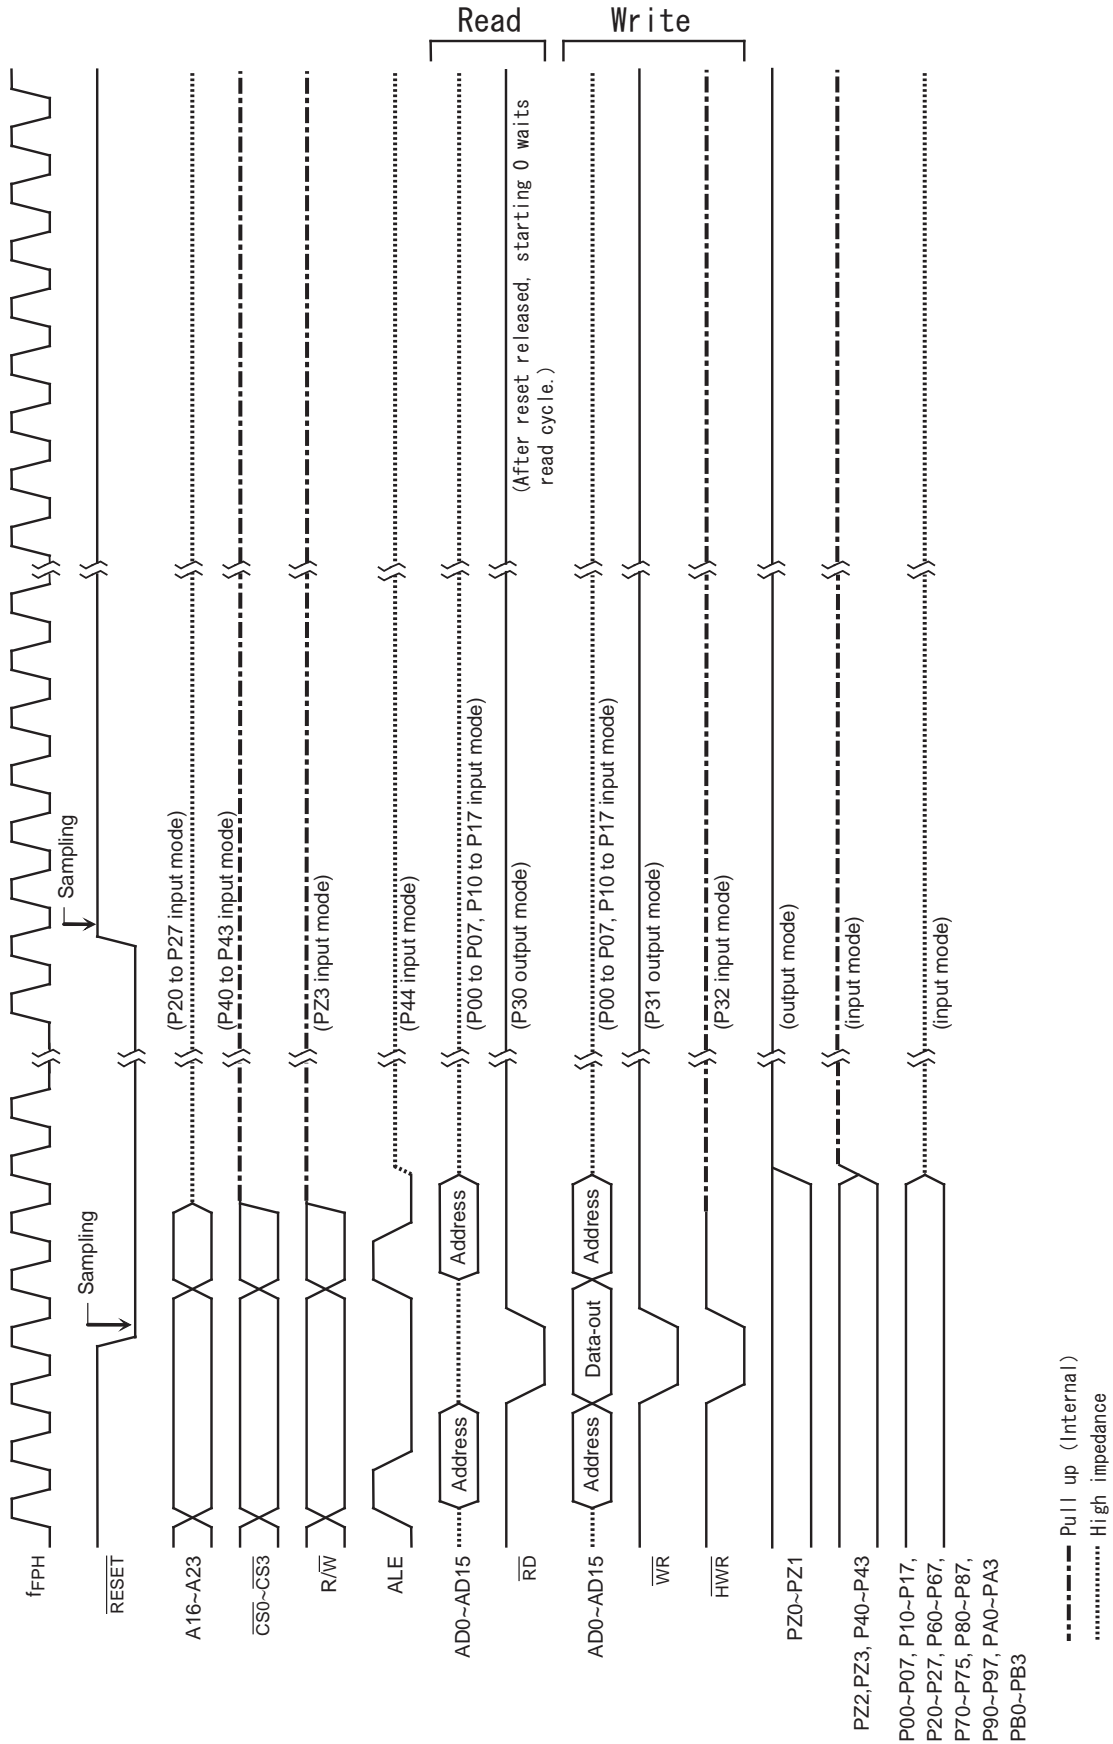 fFPH
RESET
Sampling
Sampling
A16~A23
(P20 to P27 input mode)
CS0~CS3
(P40 to P43 input mode)
R/W
(PZ3 input mode)
ALE
(P44 input mode)
Read
AD0~AD15
Address
Address
(P00 to P07, P10 to P17 input mode)
RD
(P30 output mode)
(After reset released, starting 0 waits
read cycle.)
Write
AD0~AD15
Address
Data-out
Address
(P00 to P07, P10 to P17 input mode)
WR
(P31 output mode)
HWR
(P32 input mode)
PZ0~PZ1
(output mode)
PZ2,PZ3, P40~P43
(input mode)
P00~P07, P10~P17,
P20~P27, P60~P67,
P70~P75, P80~P87,
P90~P97, PA0~PA3
PB0~PB3
(input mode)
Pull up (Internal)
High impedance